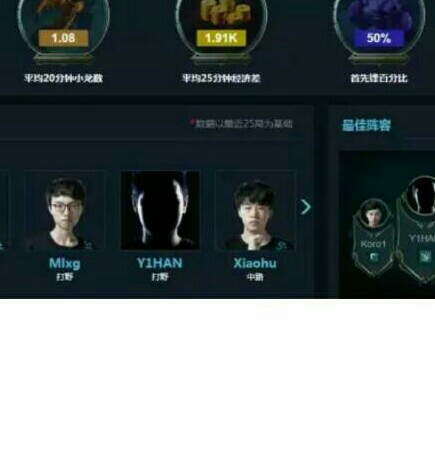 1.08
1.91K
50%
平均20分钟小龙数
平均25分钟经济差
首先锋百分比
*数据以最近25局为基础
最佳阵容
Mlxg
打野
Y1HAN
打野
Xiaohu
中路
Koro1
Y1HAN